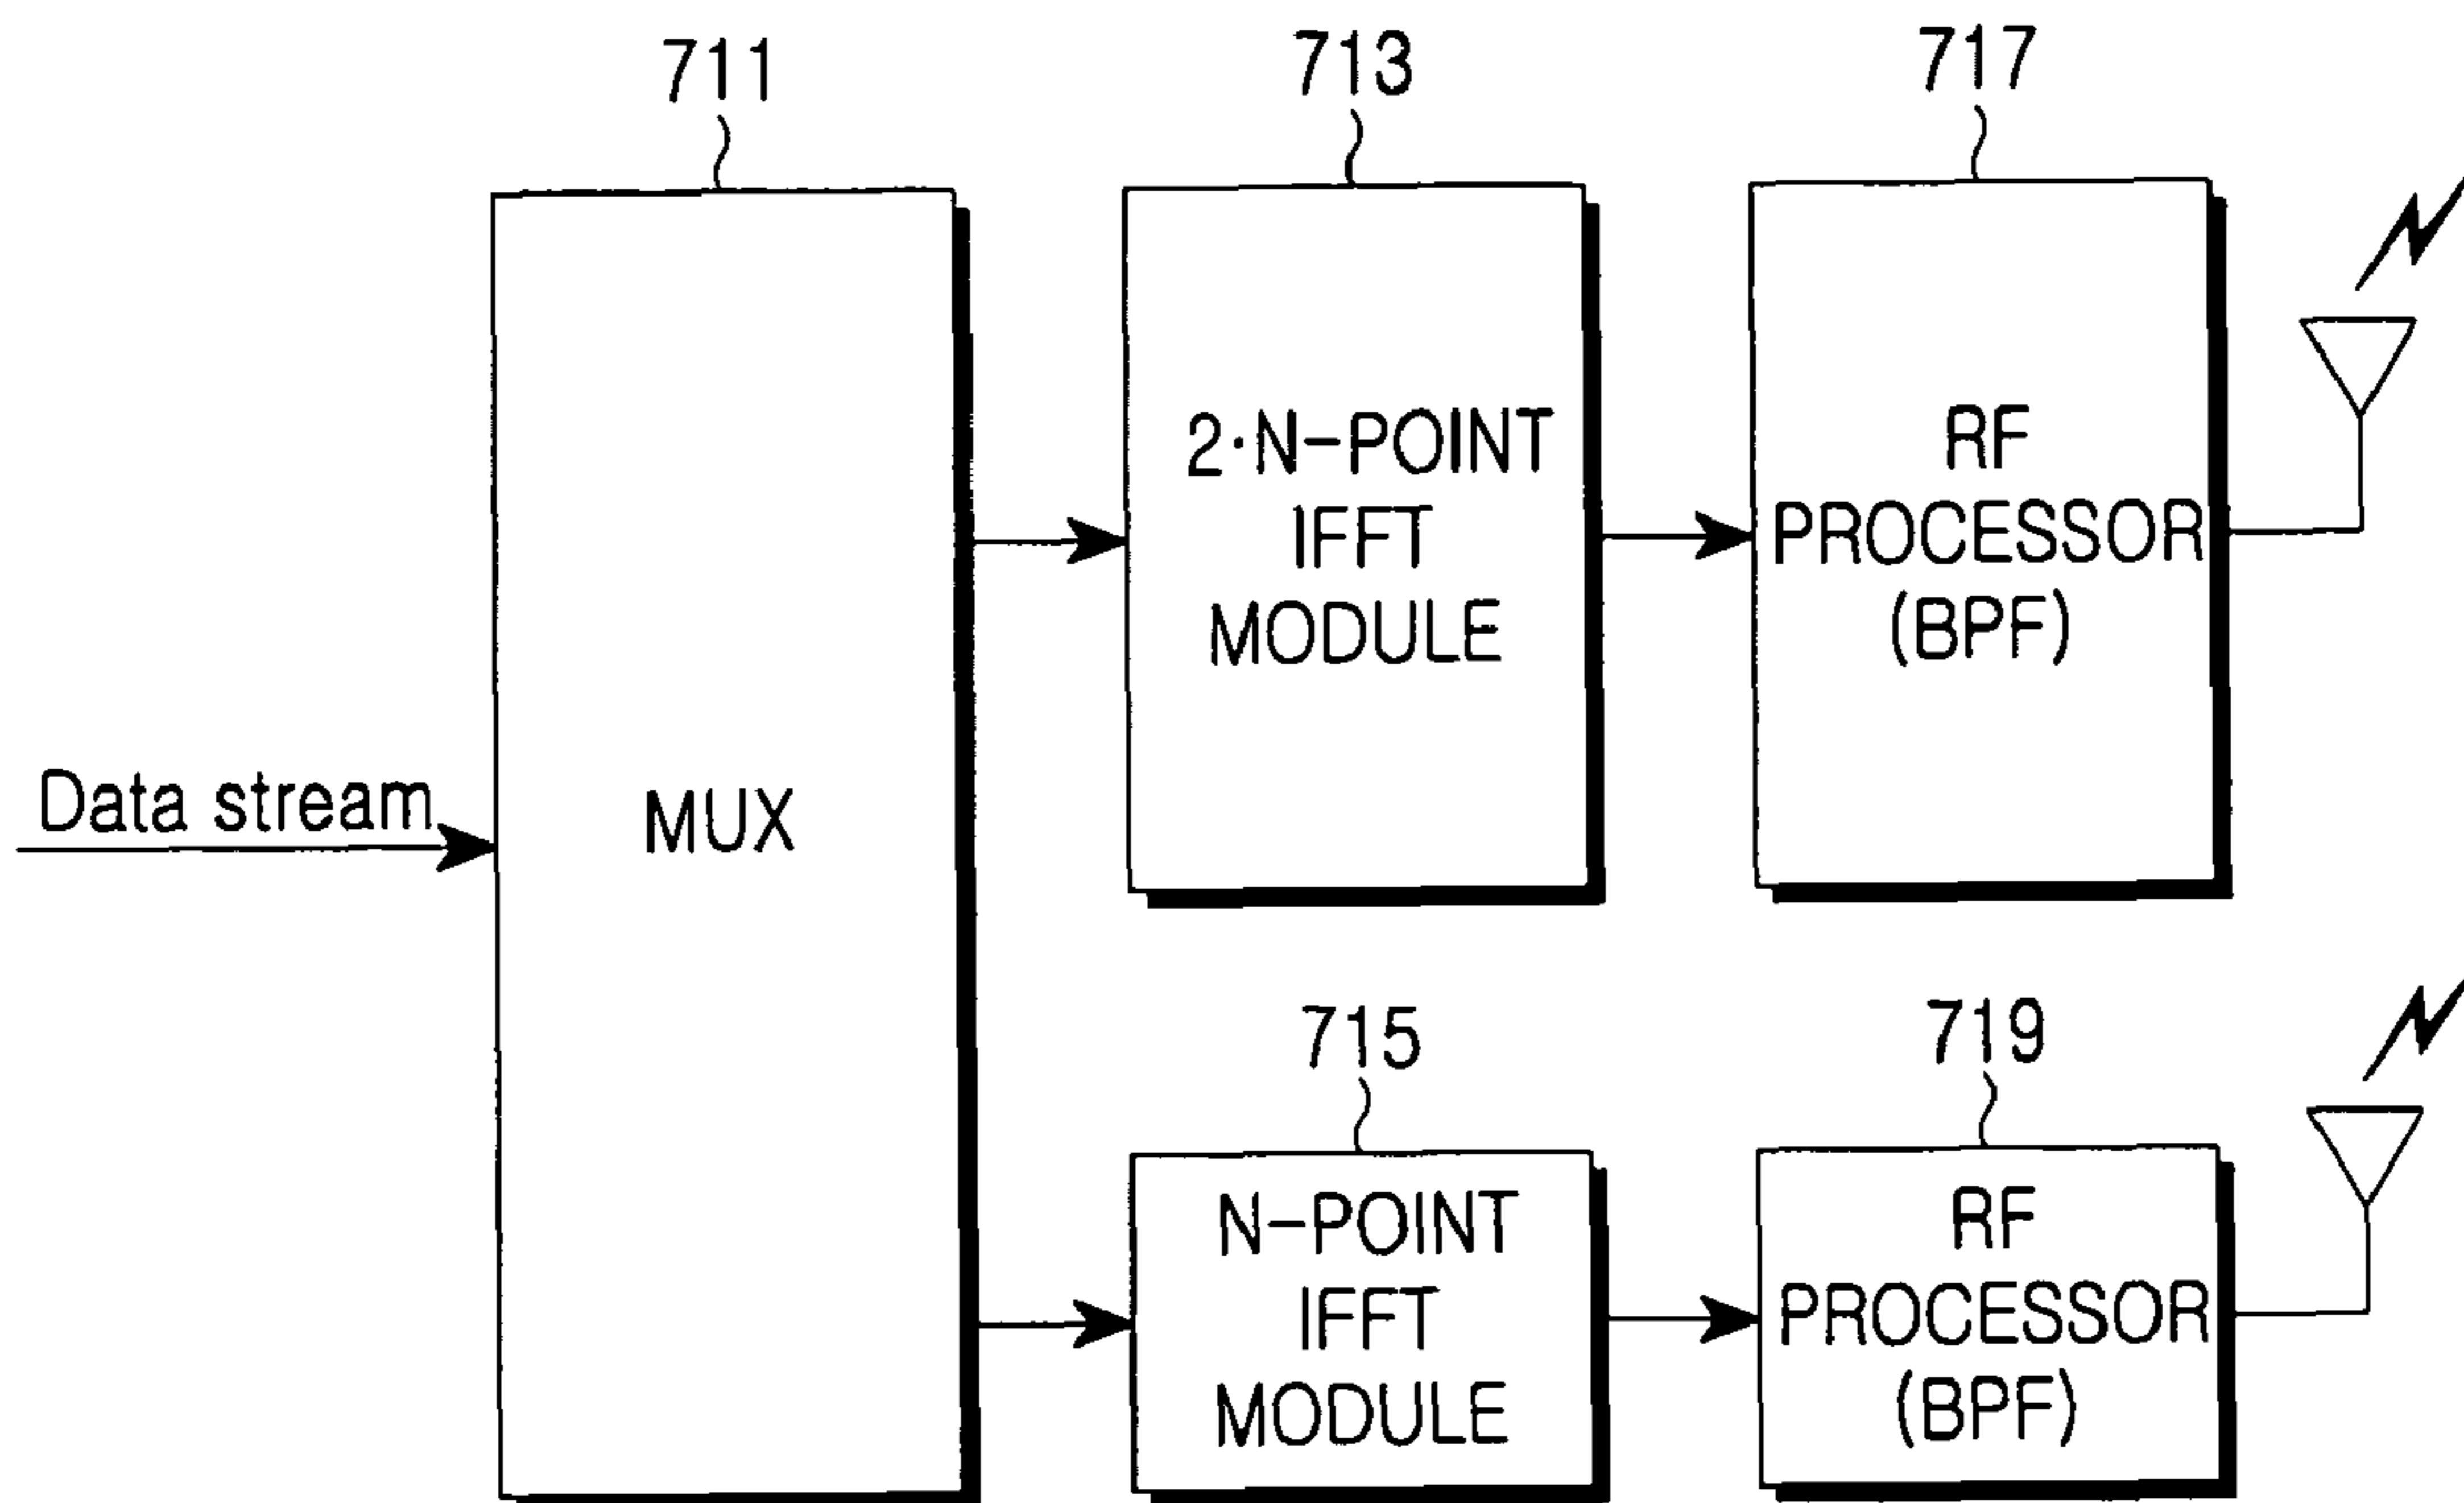 711
713
717
2·N-POINT
IFFT
MODULE
RF
PROCESSOR
(BPF)
Data stream
MUX
715
719
N-POINT
IFFT
MODULE
RF
PROCESSOR
(BPF)